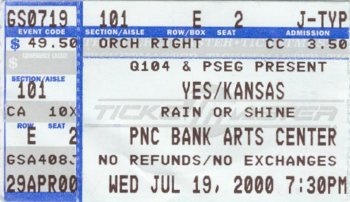 GS0719 101 E 2 J-TYP
EVENT CODE SECTION/AISLE ROW/BOX SEAT ADMISSION
$ 49.50 ORCH RIGHT CC 3.50
Q104 & PSEG PRESENT
SECTION/AISLE
101 YES/KANSAS
CA 10X RAIN OR SHINE
TICKETMASTER
E 2 PNC BANK ARTS CENTER
GSA408J NO REFUNDS/NO EXCHANGES
29APR00 WED JUL 19, 2000 7:30PM